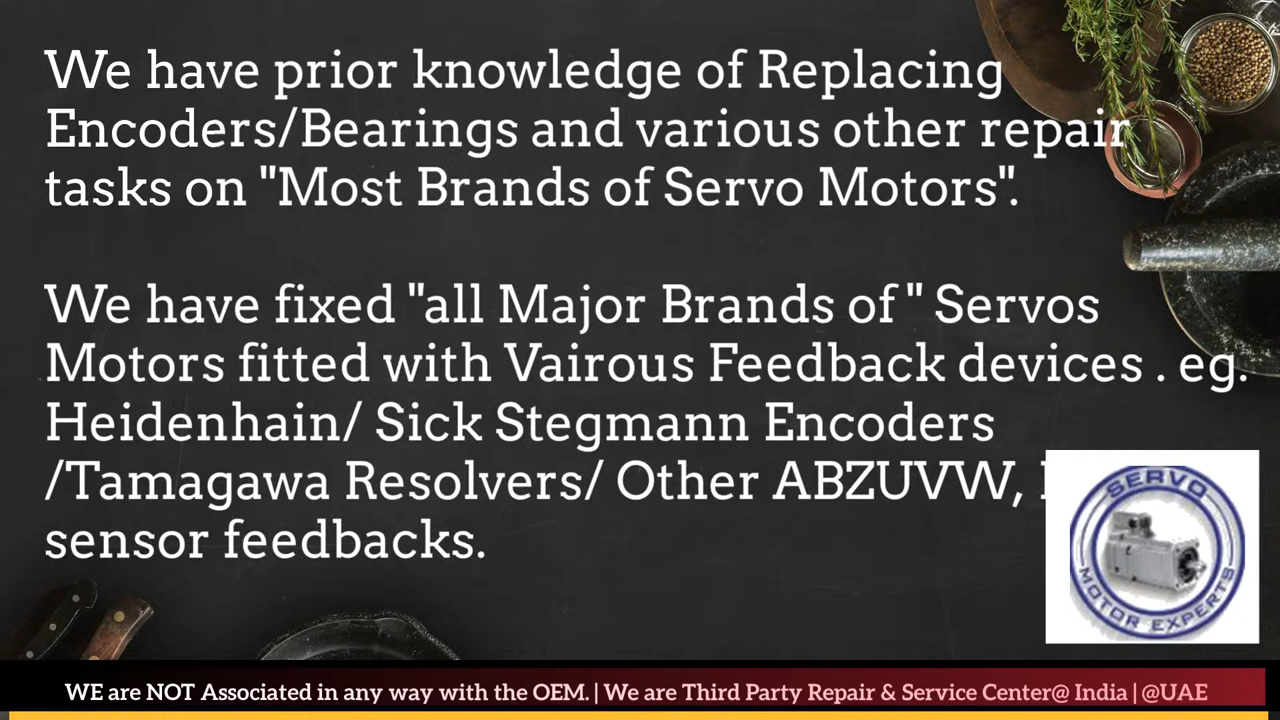 We have prior knowledge of Replacing
Encoders/Bearings and various other repair
tasks on "Most Brands of Servo Motors".
We have fixed "all Major Brands of " Servos
Motors fitted with Vairous Feedback devices . eg.
Heidenhain/ Sick Stegmann Encoders
/Tamagawa Resolvers/ Other ABZUVW,
sensor feedbacks.
SERVO
MOTOR EXPERTS
WE are NOT Associated in any way with the OEM. | We are Third Party Repair & Service Center@ India | @UAE